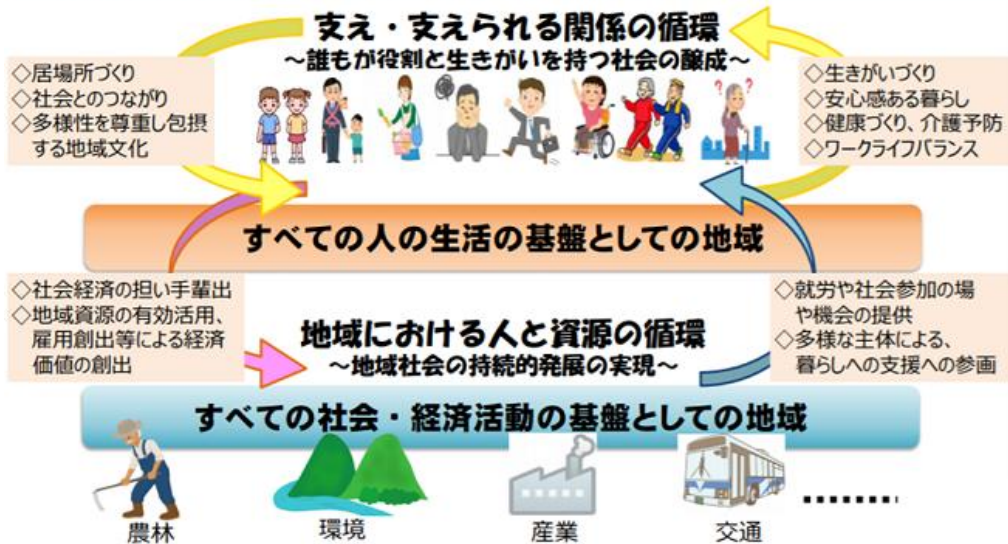 支え・支えられる関係の循環
～誰もが役割と生きがいを持つ社会の醸成～
◇居場所づくり
◇社会とのつながり
◇多様性を尊重し包摂
する地域文化
◇生きがいづくり
◇安心感ある暮らし
◇健康づくり、介護予防
◇ワークライフバランス
? ?
すべての人の生活の基盤としての地域
◇社会経済の担い手輩出
◇地域資源の有効活用、
雇用創出等による経済
価値の創出
地域における人と資源の循環
～地域社会の持続的発展の実現～
◇就労や社会参加の場
や機会の提供
◇多様な主体による、
暮らしへの支援への参画
すべての社会・経済活動の基盤としての地域
農林
環境
産業
交通